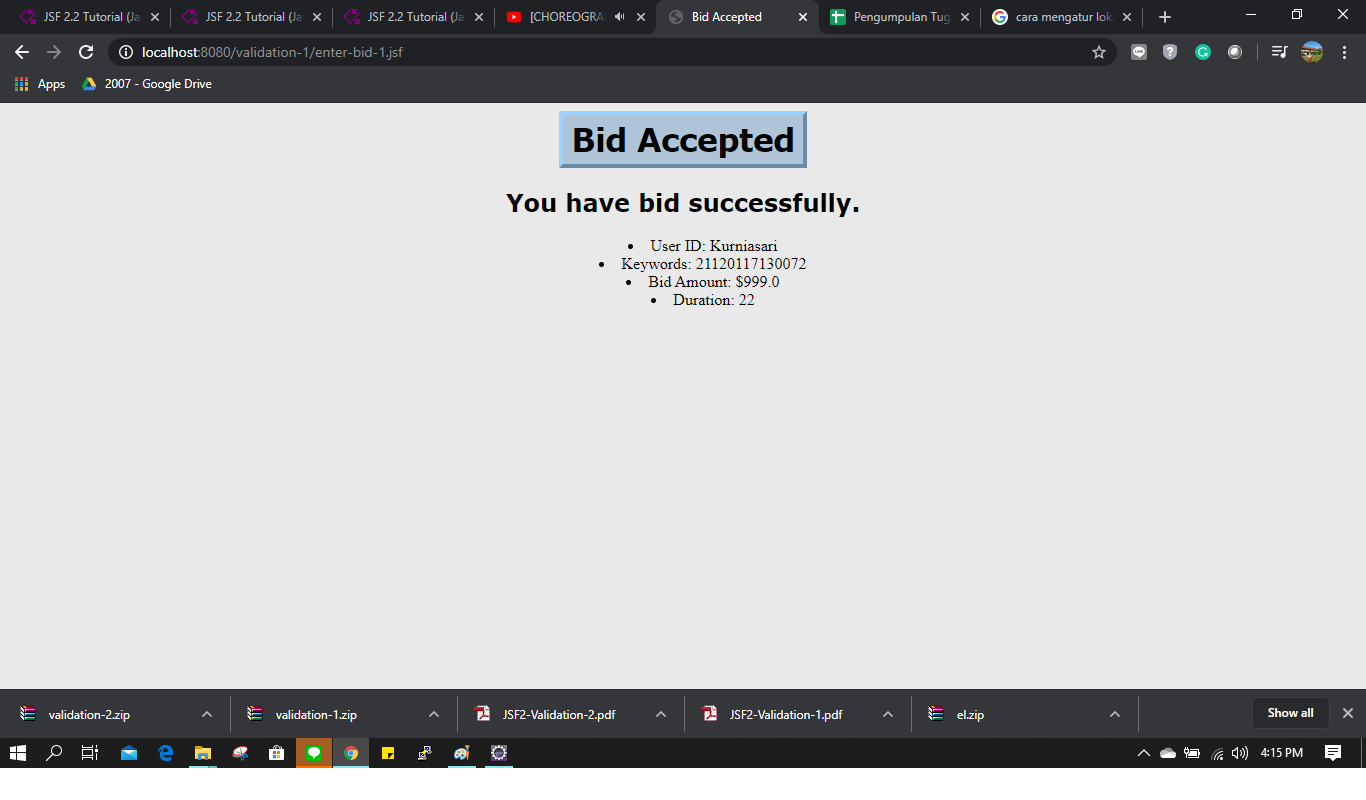 JSF 2.2 Tutorial (Ja
JSF 2.2 Tutorial (Ja
JSF 2.2 Tutorial (Ja
[CHOREOGRA
Bid Accepted
Pengumpulan Tug
cara mengatur lok
localhost:8080/validation-1/enter-bid-1.jsf
Apps
2007 - Google Drive
Bid Accepted
You have bid successfully.
• User ID: Kurniasari
• Keywords: 21120117130072
• Bid Amount: $999.0
• Duration: 22
validation-2.zip
validation-1.zip
JSF2-Validation-2.pdf
JSF2-Validation-1.pdf
el.zip
Show all
4:15 PM